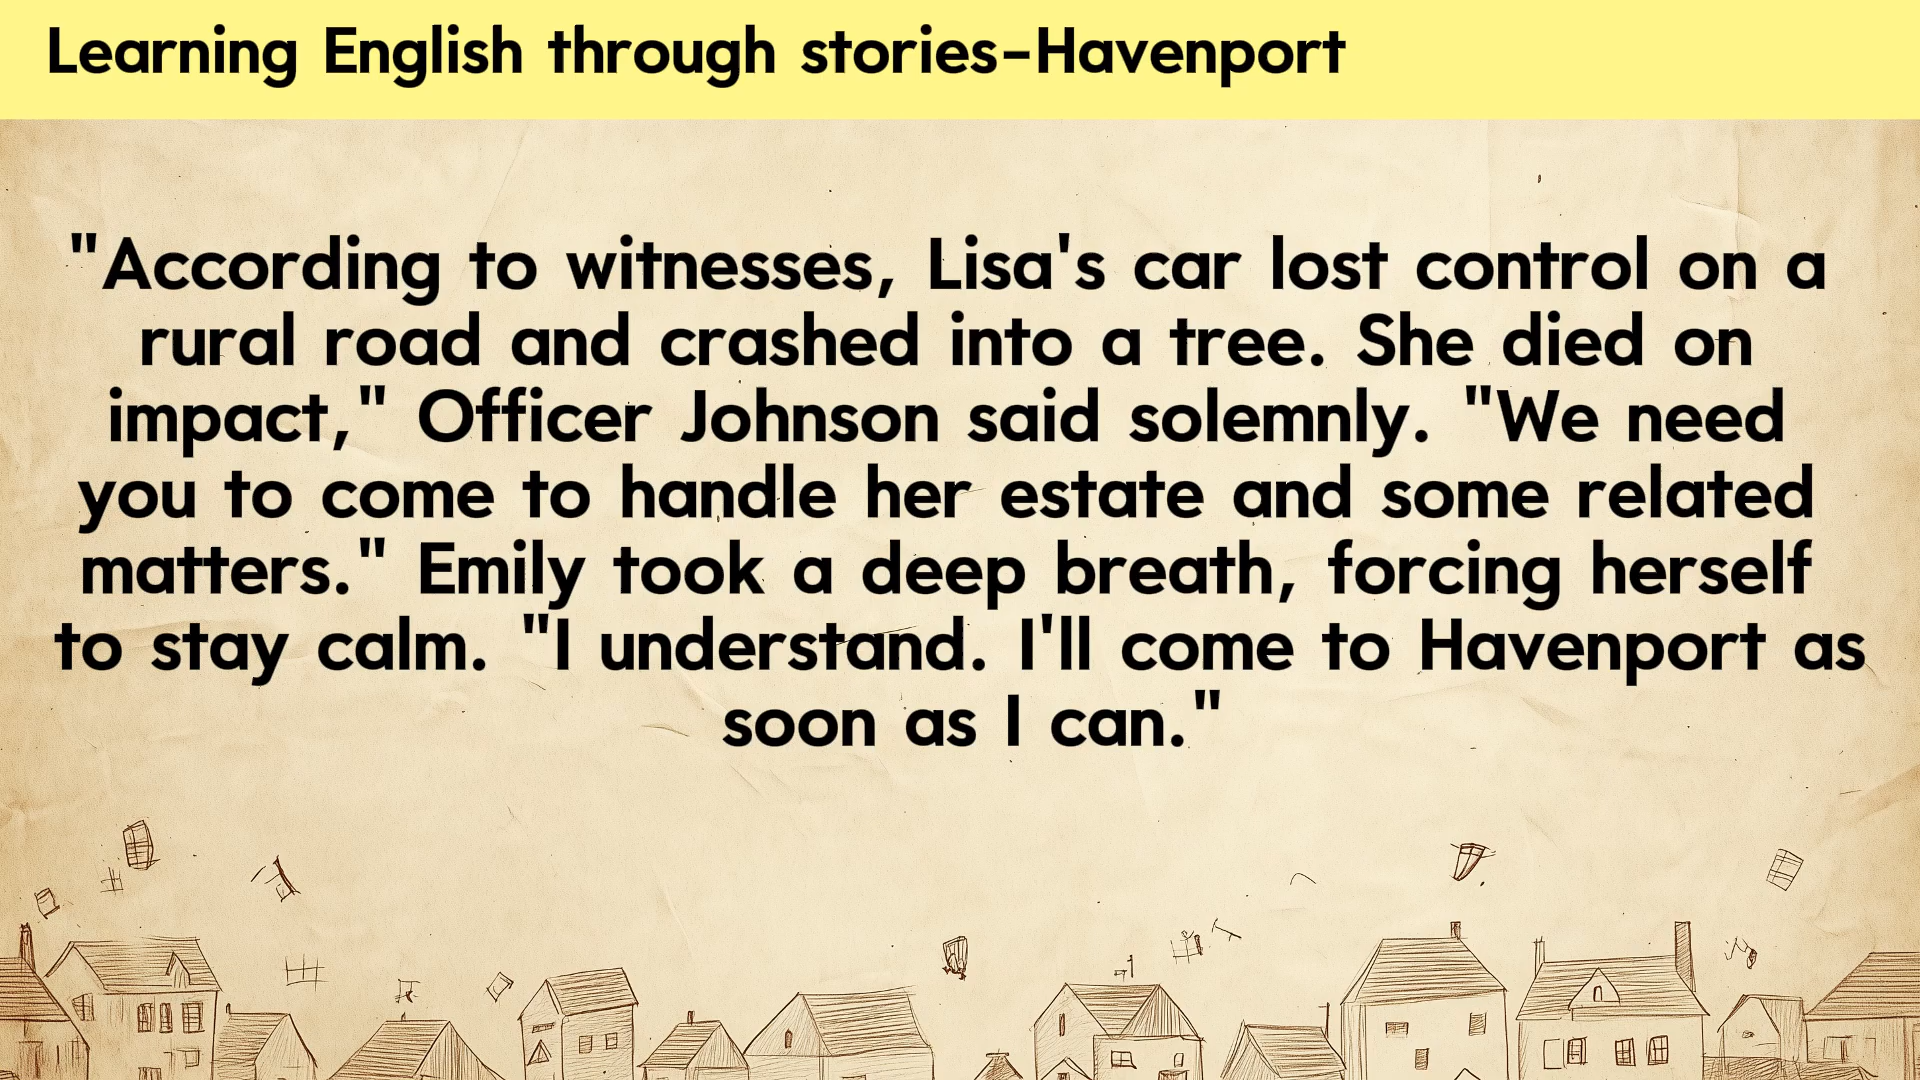 Learning English through stories-Havenport
"According to witnesses, Lisa's car lost control on a
rural road and crashed into a tree. She died on
impact," Officer Johnson said solemnly. "We need
you to come to handle her estate and some related
matters." Emily took a deep breath, forcing herself
to stay calm. "I understand. I'll come to Havenport as
soon as I can."